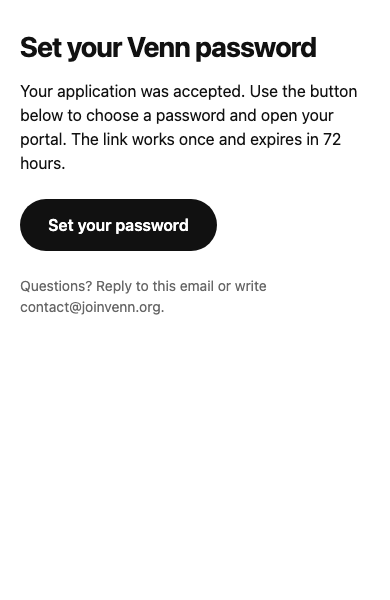 Set your Venn password
Your application was accepted. Use the button
below to choose a password and open your
portal. The link works once and expires in 72
hours.
Set your password
Questions? Reply to this email or write
contact@joinvenn.org.